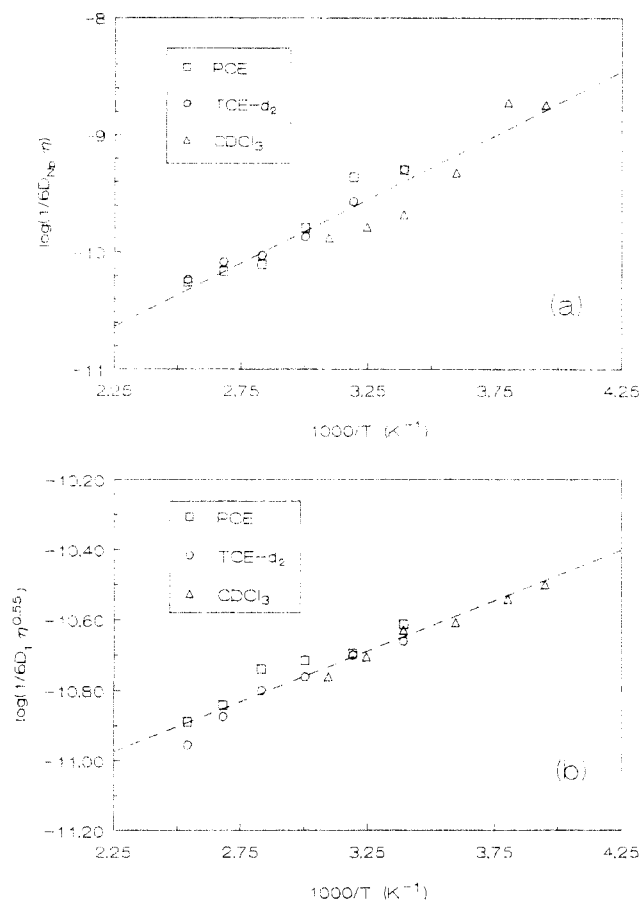 -8
-9
-10
-11
log(1/6D_ND · η)
PCE
TCE-d₂
CDCl₃
(a)
2.25 2.75 3.25 3.75 4.25
1000/T (K⁻¹)
-10.20
-10.40
-10.60
-10.80
-11.00
-11.20
log(1/6D₁ · η^0.55)
PCE
TCE-d₂
CDCl₃
(b)
2.25 2.75 3.25 3.75 4.25
1000/T (K⁻¹)